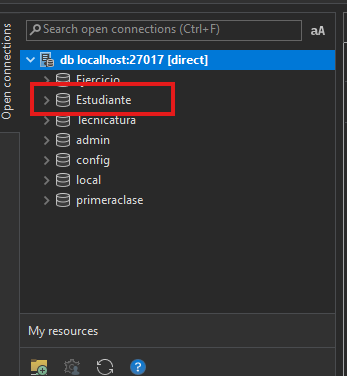 Open connections
Search open connections (Ctrl+F)
aA
db localhost:27017 [direct]
Ejercicio
Estudiante
Tecnicatura
admin
config
local
primeraclase
My resources
?